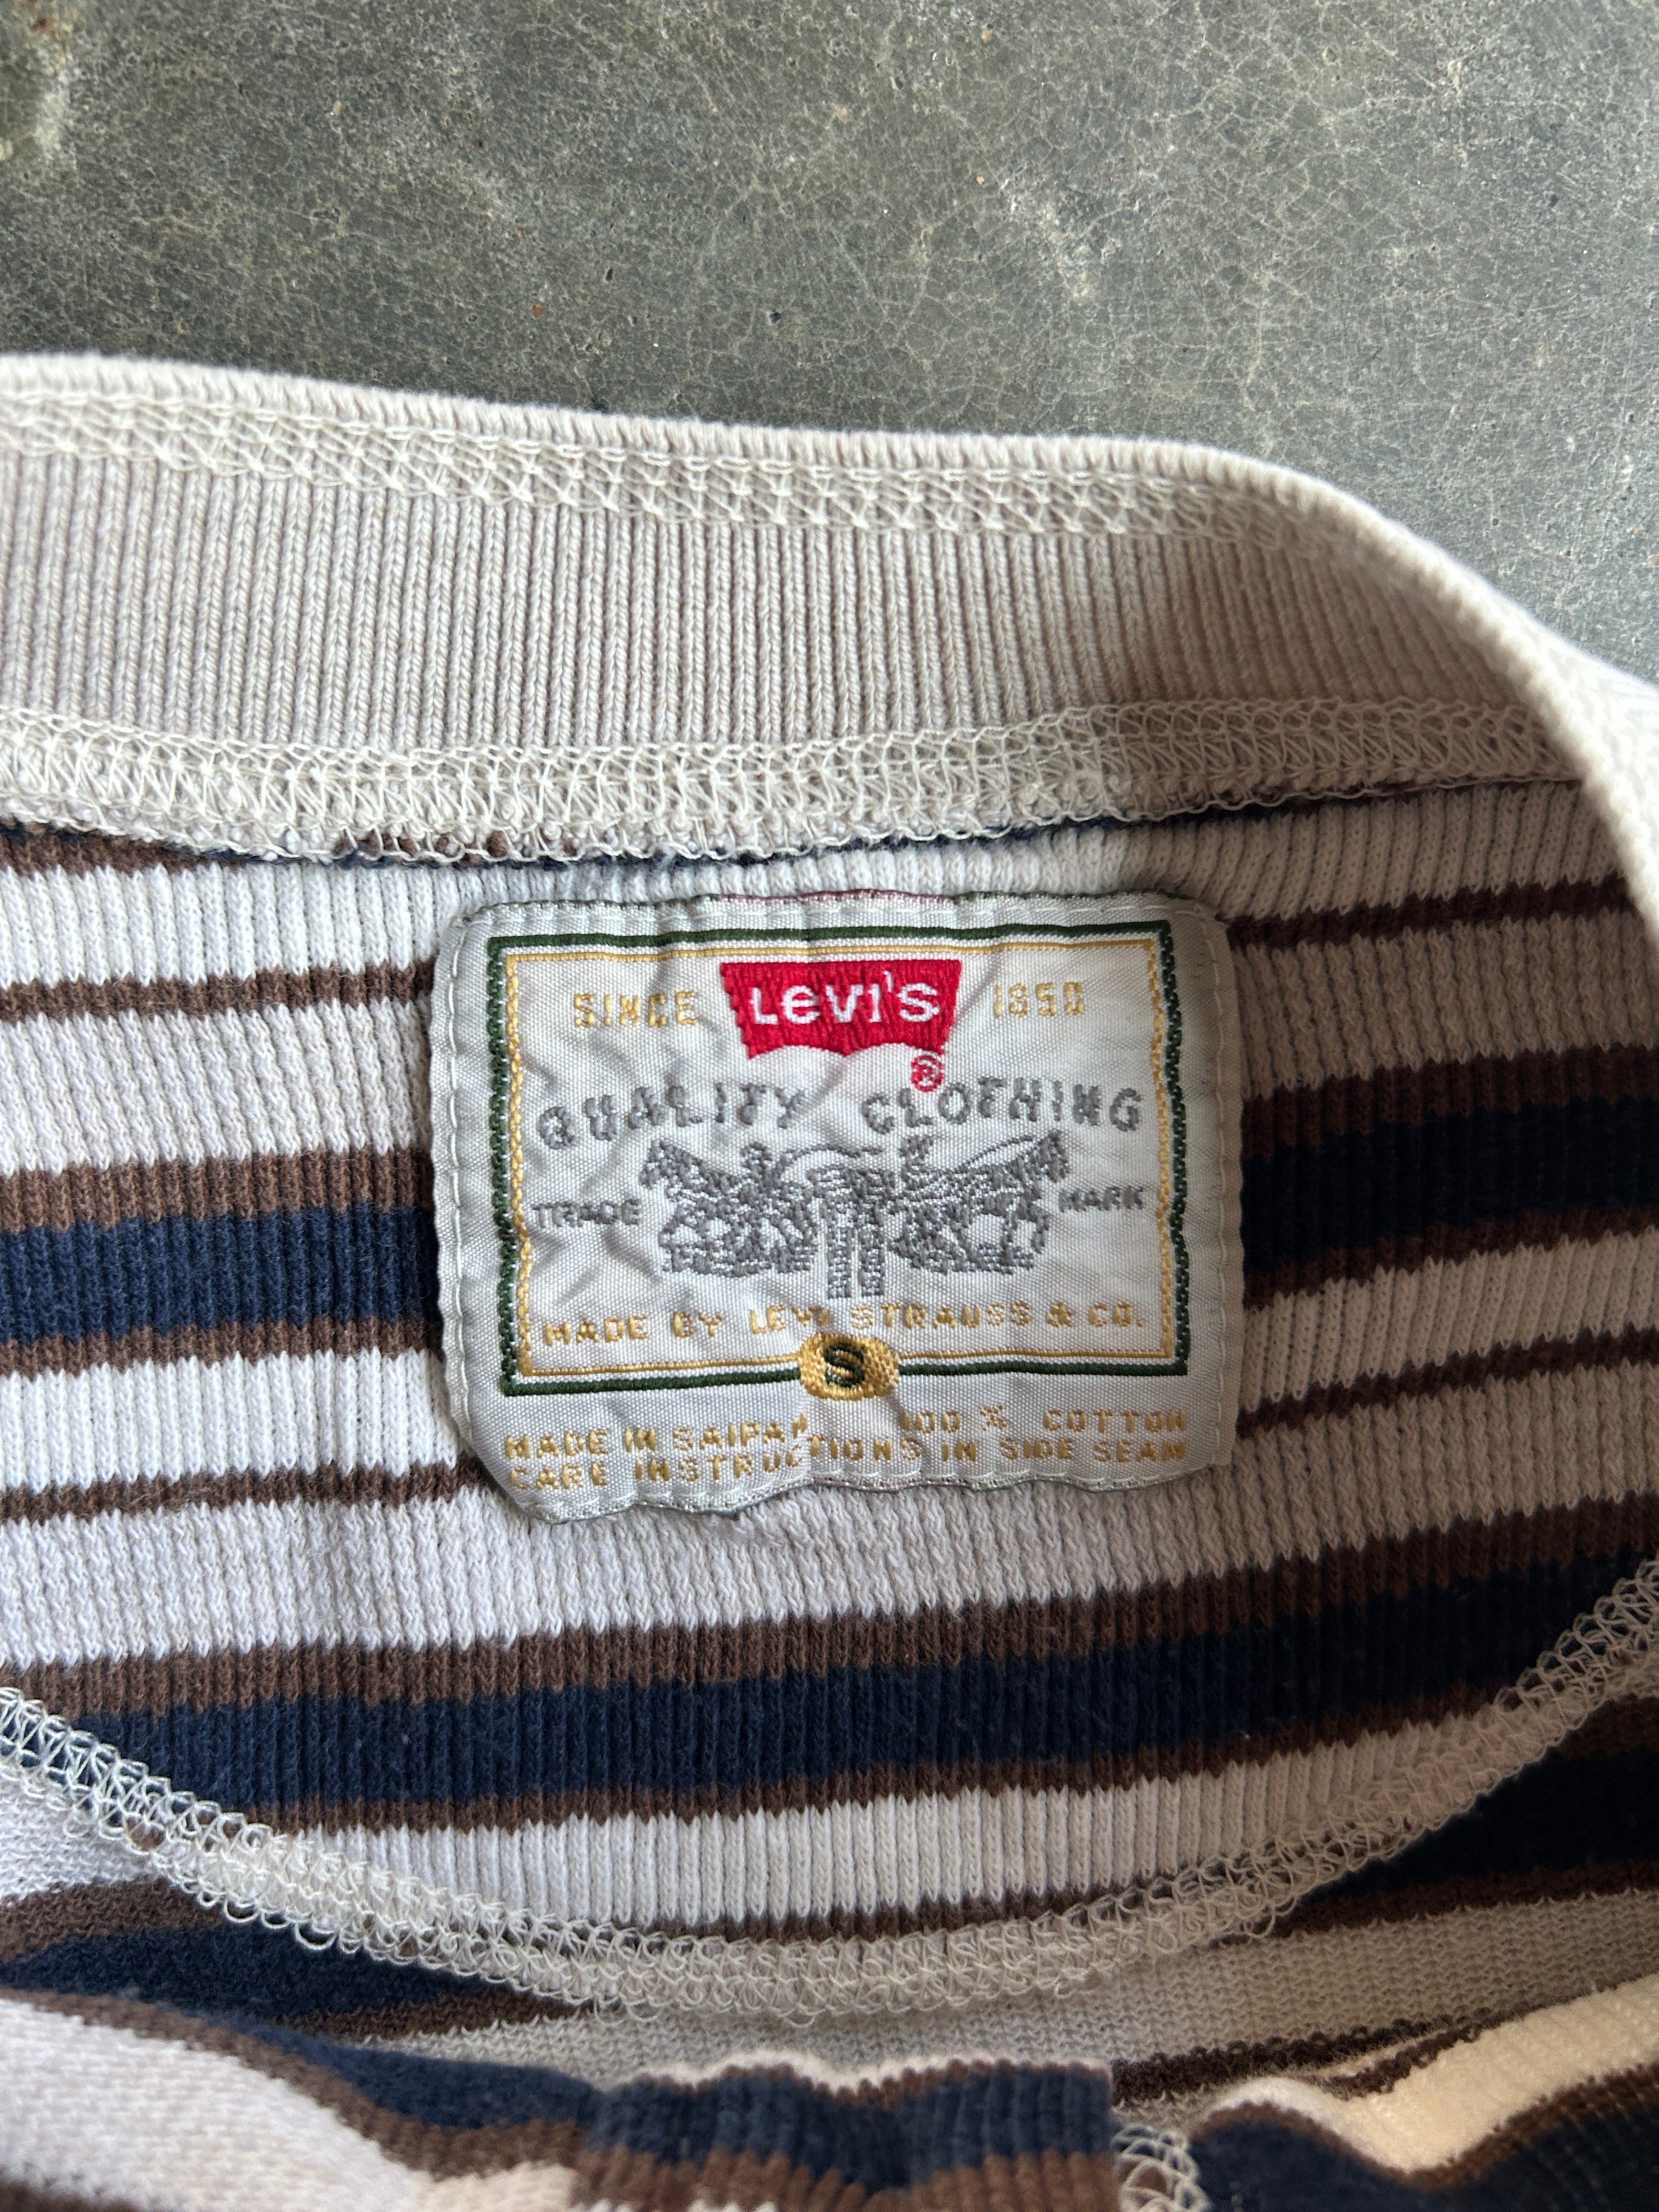 SINCE LEVI'S 1850
®
QUALITY CLOTHING
TRADE MARK
MADE BY LEVI STRAUSS & CO.
S
MADE IN SAIPAN 100 % COTTON
CARE INSTRUCTIONS IN SIDE SEAM